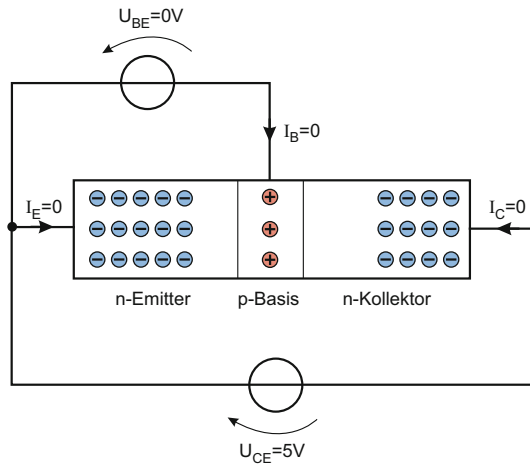 U_BE=0V
I_B=0
I_E=0
I_C=0
n-Emitter p-Basis n-Kollektor
U_CE=5V